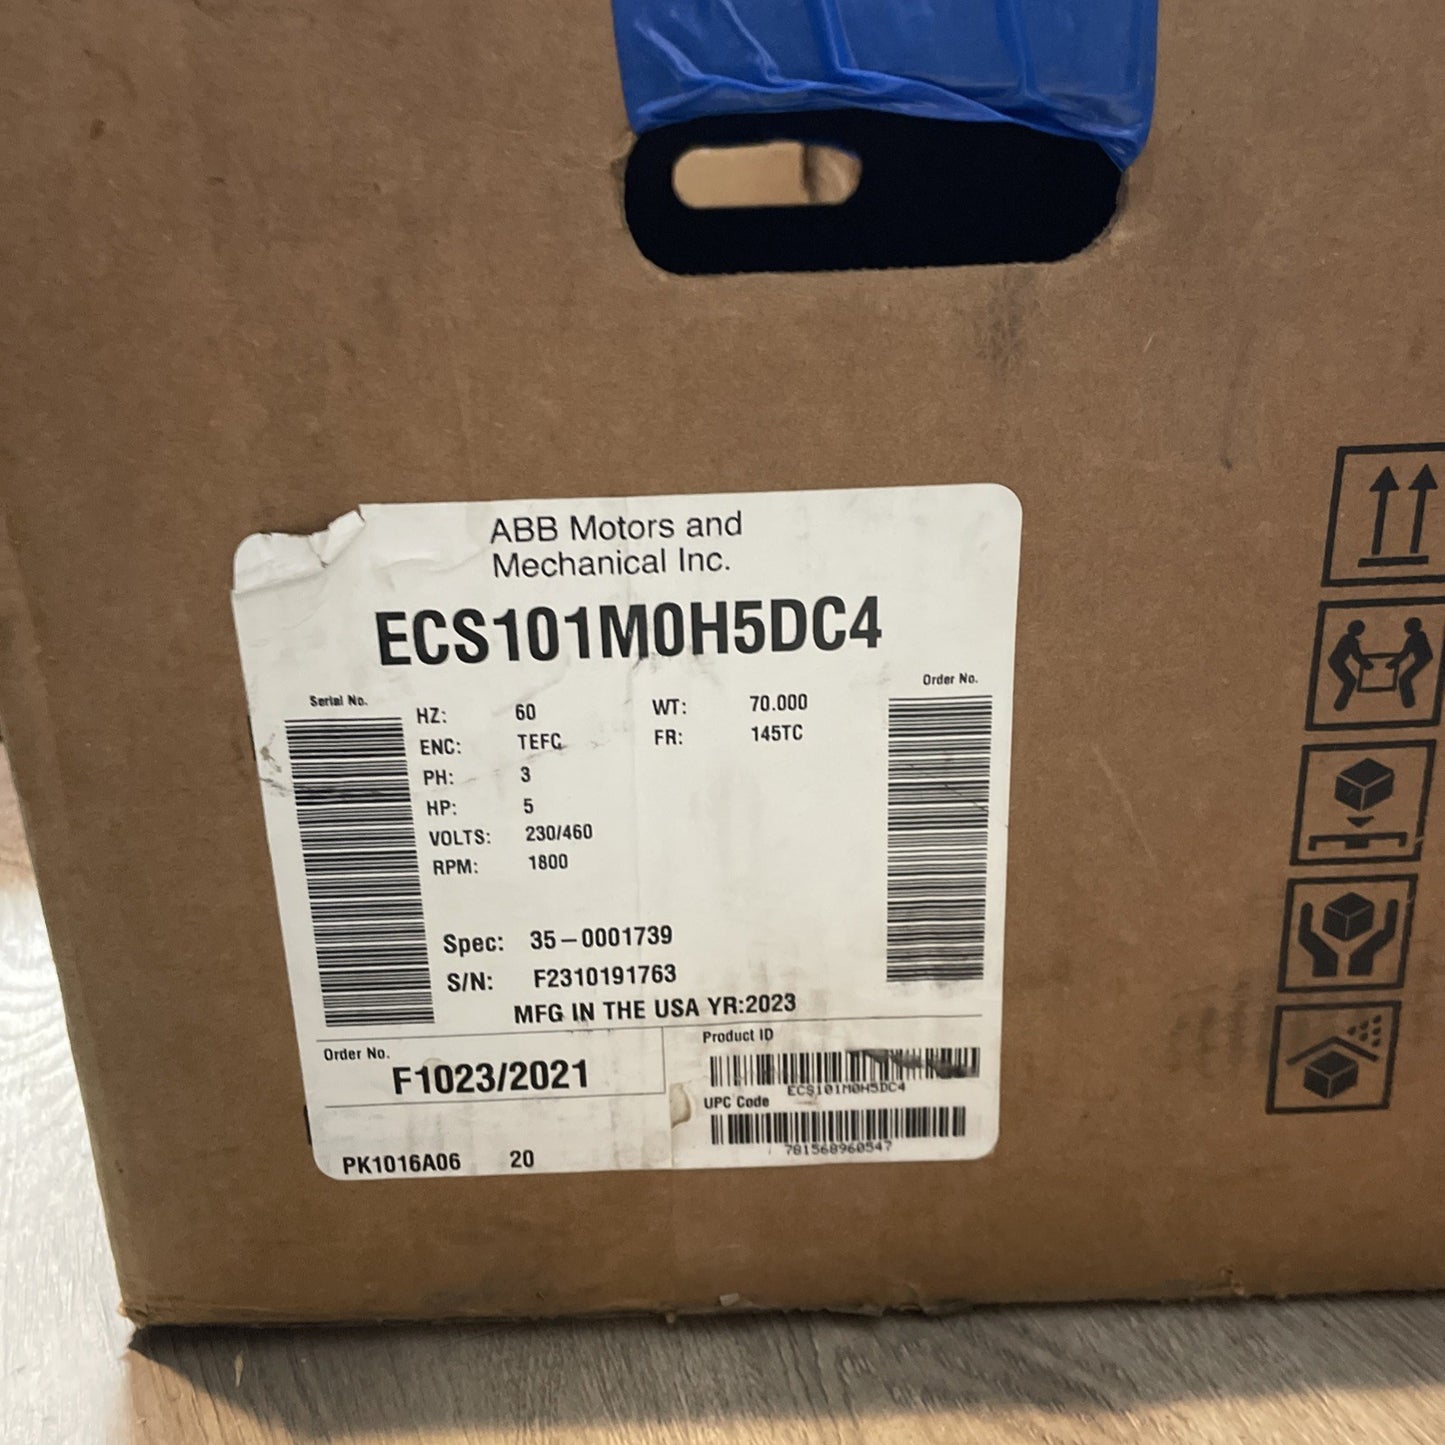 ABB Motors and
Mechanical Inc.
ECS101M0H5DC4
Serial No.
Order No.
HZ: 60 WT: 70.000
ENC: TEFC FR: 145TC
PH: 3
HP: 5
VOLTS: 230/460
RPM: 1800
Spec: 35-0001739
S/N: F2310191763
MFG IN THE USA YR:2023
Order No.
F1023/2021
Product ID
ECS101M0H5DC4
UPC Code
781568960547
PK1016A06 20